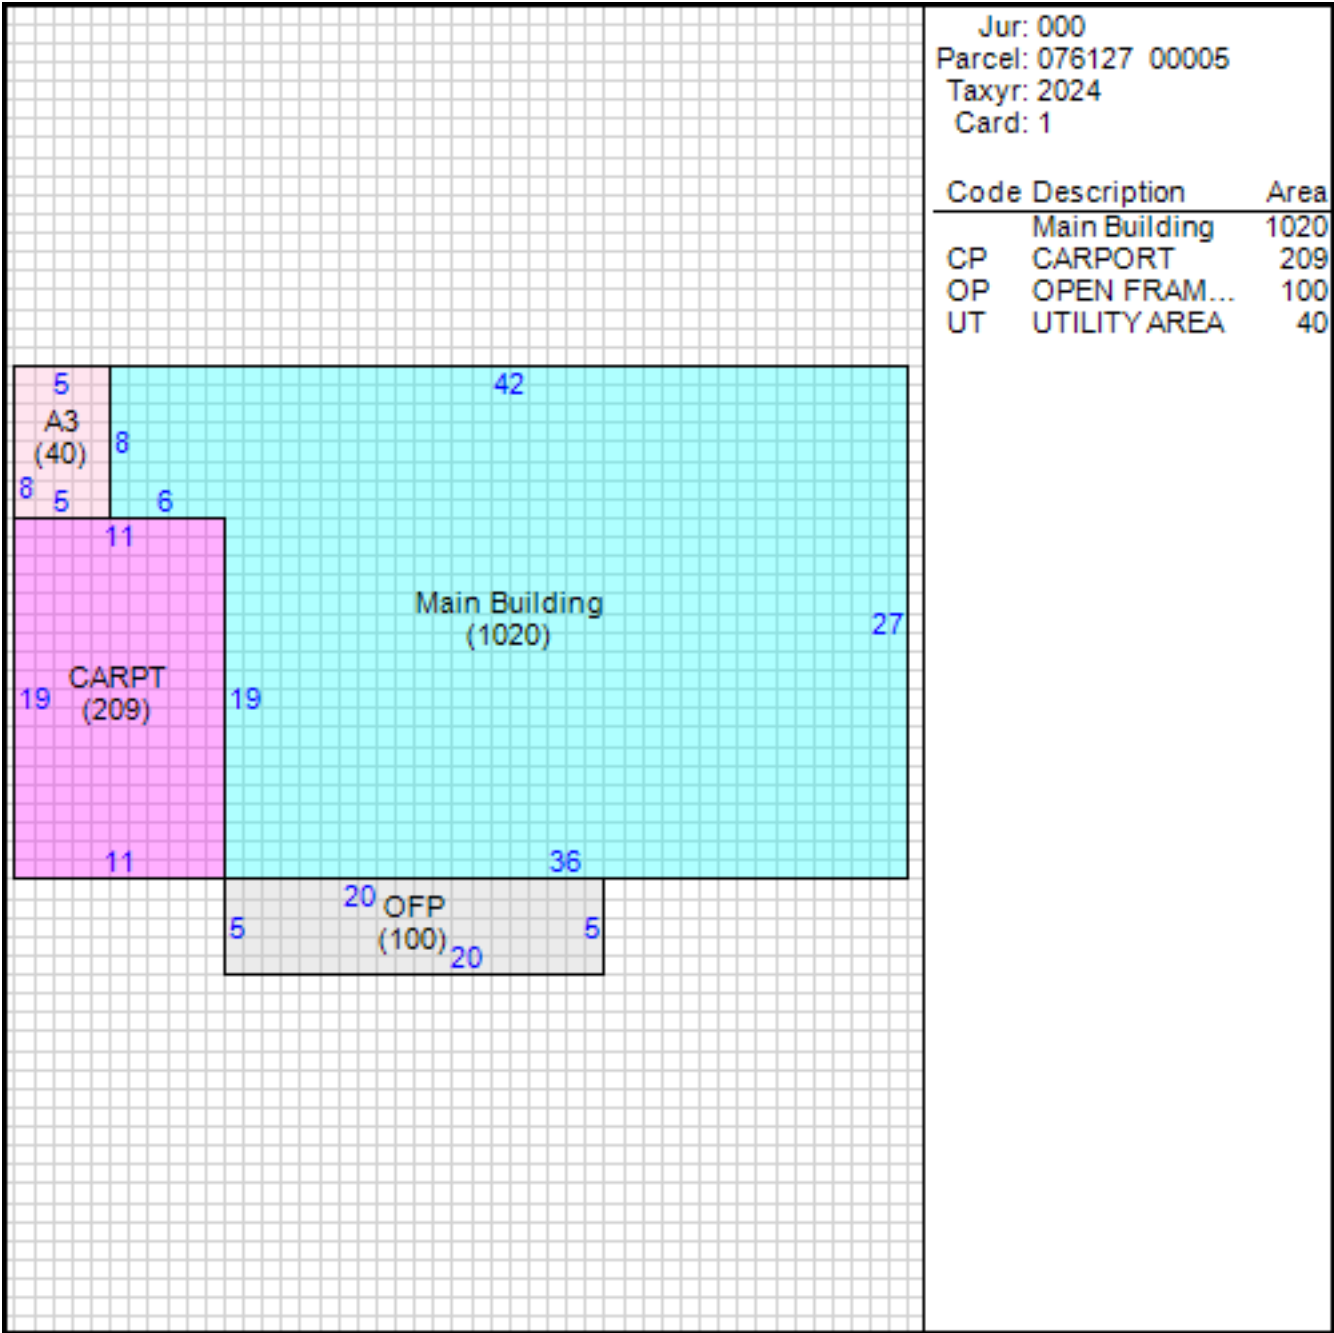 Jur: 000
Parcel: 076127 00005
Taxyr: 2024
Card: 1
Code Description Area
Main Building 1020
CP CARPORT 209
OP OPEN FRAM... 100
UT UTILITY AREA 40
5
42
A3
(40)
8
8
5
6
11
Main Building
(1020)
27
CARPT
(209)
19
19
11
36
20
OFP
(100)
5
5
20